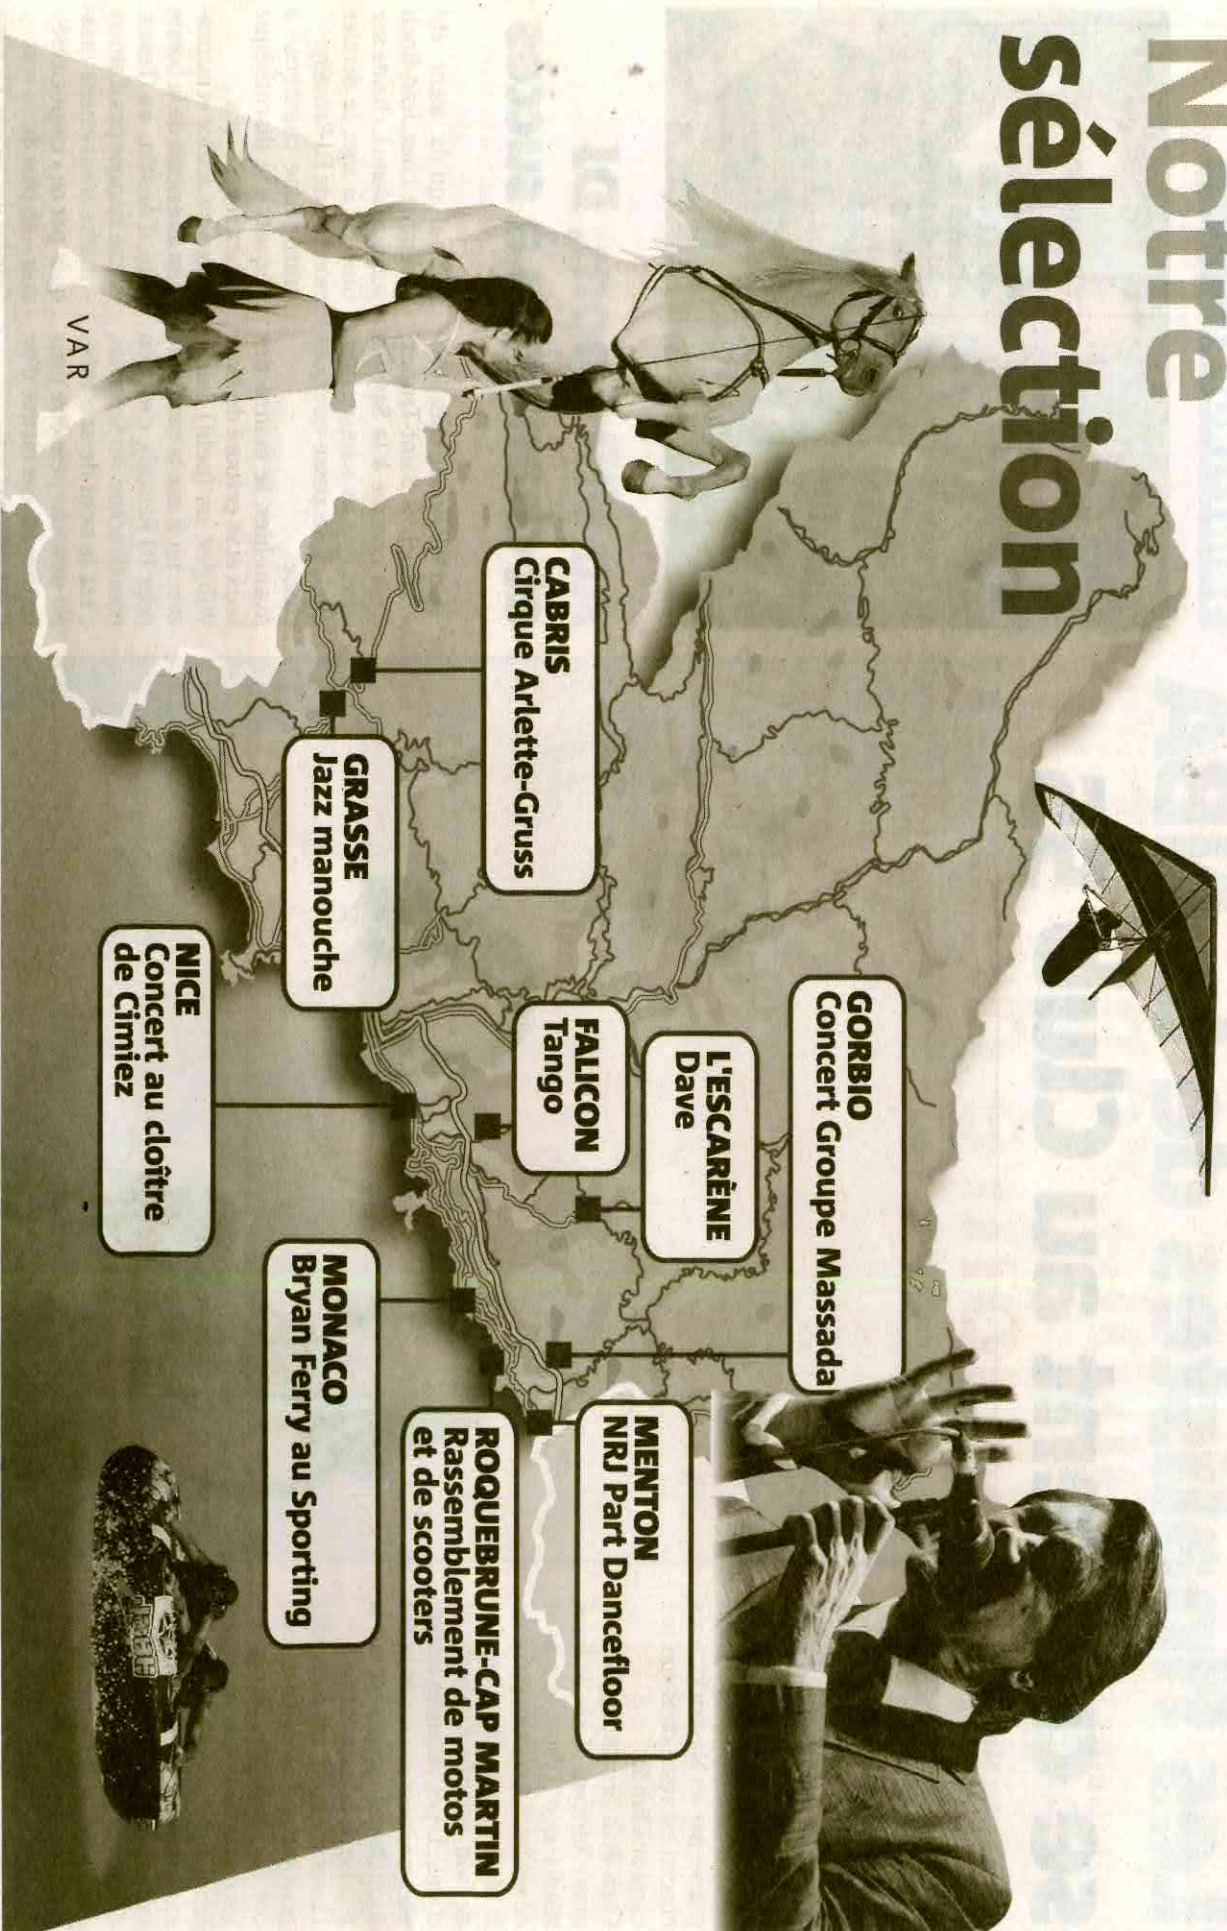 Notre
sélection
GORBIO
Concert Groupe Massada
L'ESCARÈNE
Dave
CABRIS
Cirque Arlette-Gruss
FALICON
Tango
MENTON
NRJ Part Dancefloor
GRASSE
Jazz manouche
ROQUEBRUNE-CAP MARTIN
Rassemblement de motos
et de scooters
MONACO
Bryan Ferry au Sporting
NICE
Concert au cloître
de Cimiez
VAR